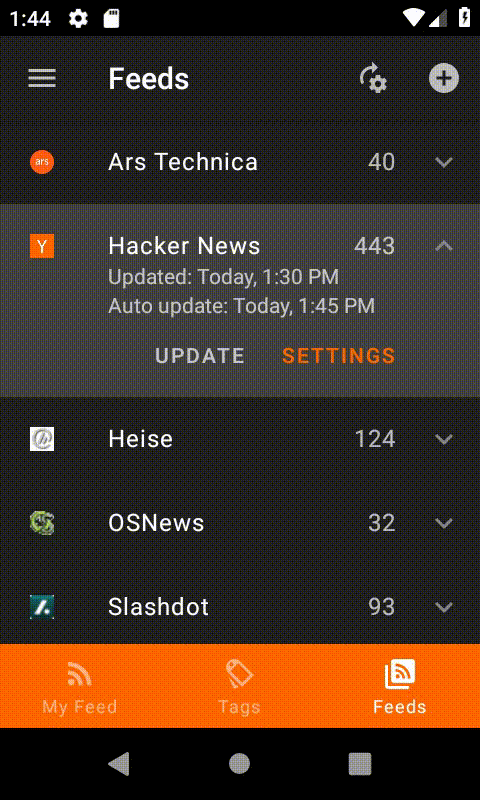 1:44
Feeds
ars
Ars Technica 40
Y
Hacker News 443
Updated: Today, 1:30 PM
Auto update: Today, 1:45 PM
UPDATE SETTINGS
Heise 124
OSNews 32
Slashdot 93
My Feed Tags Feeds